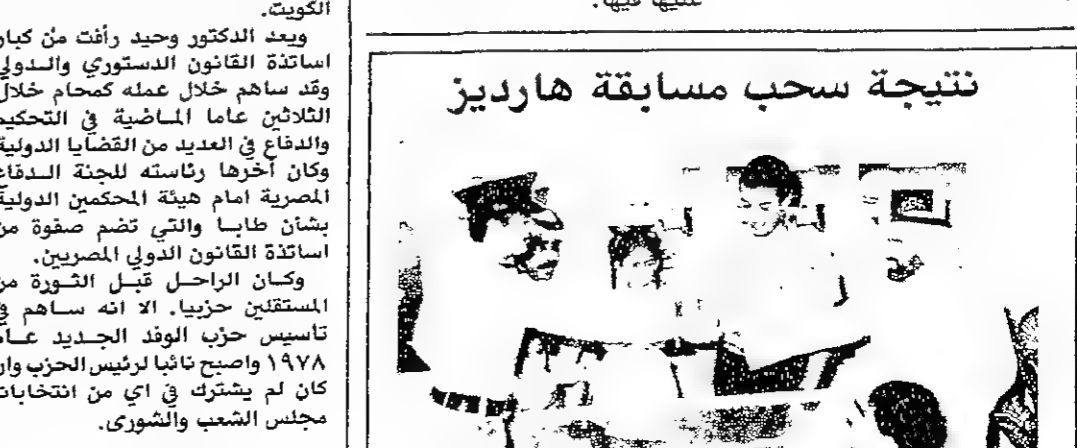 الكويت.
ويعد الدكتور وحيد رأفت من كبار
اساتذة القانون الدستوري والدولي
وقد ساهم خلال عمله كمحام خلال
الثلاثين عاما الماضية في التحكيم
والدفاع في العديد من القضايا الدولية
وكان أخرها رئاسته للجنة الدفاع
المصرية امام هيئة المحكمين الدولية
بشأن طابا والتي تضم صفوة من
اساتذة القانون الدولي المصريين.
وكان الراحل قبل الثورة من
المستقلين حزبيا. الا انه ساهم في
تأسيس حزب الوفد الجديد عام
١٩٧٨ واصبح نائبا لرئيس الحزب وان
كان لم يشترك في اي من انتخابات
مجلس الشعب والشورى.
عليها فيها.
نتيجة سحب مسابقة هارديز